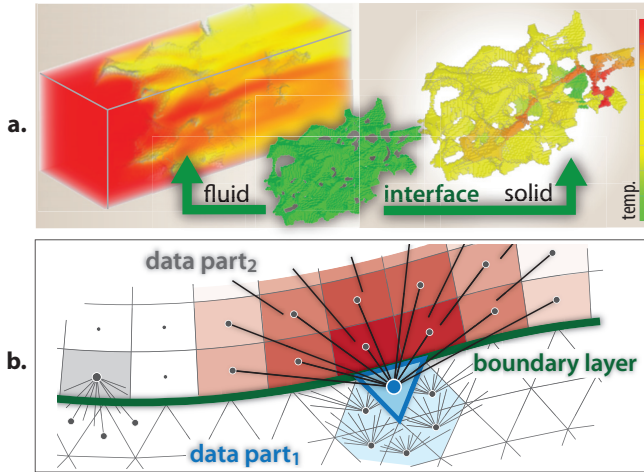 a.
fluid
interface
solid
temp.
b.
data part2
boundary layer
data part1